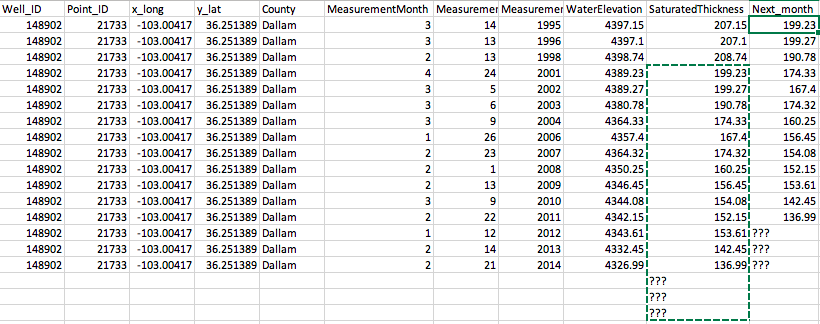 Well_ID Point_ID x_long y_lat County MeasurementMonth Measuremer Measuremer WaterElevation SaturatedThickness Next_month
148902 21733 -103.00417 36.251389 Dallam 3 14 1995 4397.15 207.15 199.23
148902 21733 -103.00417 36.251389 Dallam 3 13 1996 4397.1 207.1 199.27
148902 21733 -103.00417 36.251389 Dallam 2 13 1998 4398.74 208.74 190.78
148902 21733 -103.00417 36.251389 Dallam 4 24 2001 4389.23 199.23 174.33
148902 21733 -103.00417 36.251389 Dallam 3 5 2002 4389.27 199.27 167.4
148902 21733 -103.00417 36.251389 Dallam 3 6 2003 4380.78 190.78 174.32
148902 21733 -103.00417 36.251389 Dallam 3 9 2004 4364.33 174.33 160.25
148902 21733 -103.00417 36.251389 Dallam 1 26 2006 4357.4 167.4 156.45
148902 21733 -103.00417 36.251389 Dallam 2 23 2007 4364.32 174.32 154.08
148902 21733 -103.00417 36.251389 Dallam 2 1 2008 4350.25 160.25 152.15
148902 21733 -103.00417 36.251389 Dallam 2 13 2009 4346.45 156.45 153.61
148902 21733 -103.00417 36.251389 Dallam 3 9 2010 4344.08 154.08 142.45
148902 21733 -103.00417 36.251389 Dallam 2 22 2011 4342.15 152.15 136.99
148902 21733 -103.00417 36.251389 Dallam 1 12 2012 4343.61 153.61 ???
148902 21733 -103.00417 36.251389 Dallam 2 14 2013 4332.45 142.45 ???
148902 21733 -103.00417 36.251389 Dallam 2 21 2014 4326.99 136.99 ???
???
???
???